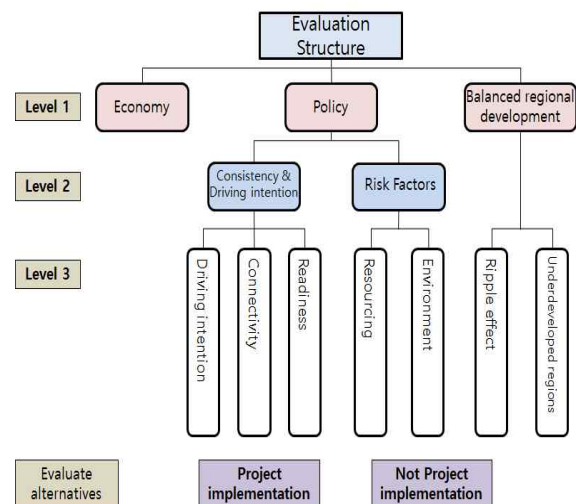 Evaluation
Structure
Level 1
Economy
Policy
Balanced regional
development
Level 2
Consistency &
Driving intention
Risk Factors
Level 3
Driving intention
Connectivity
Readiness
Resourcing
Environment
Ripple effect
Underdeveloped regions
Evaluate
alternatives
Project
implementation
Not Project
implementation